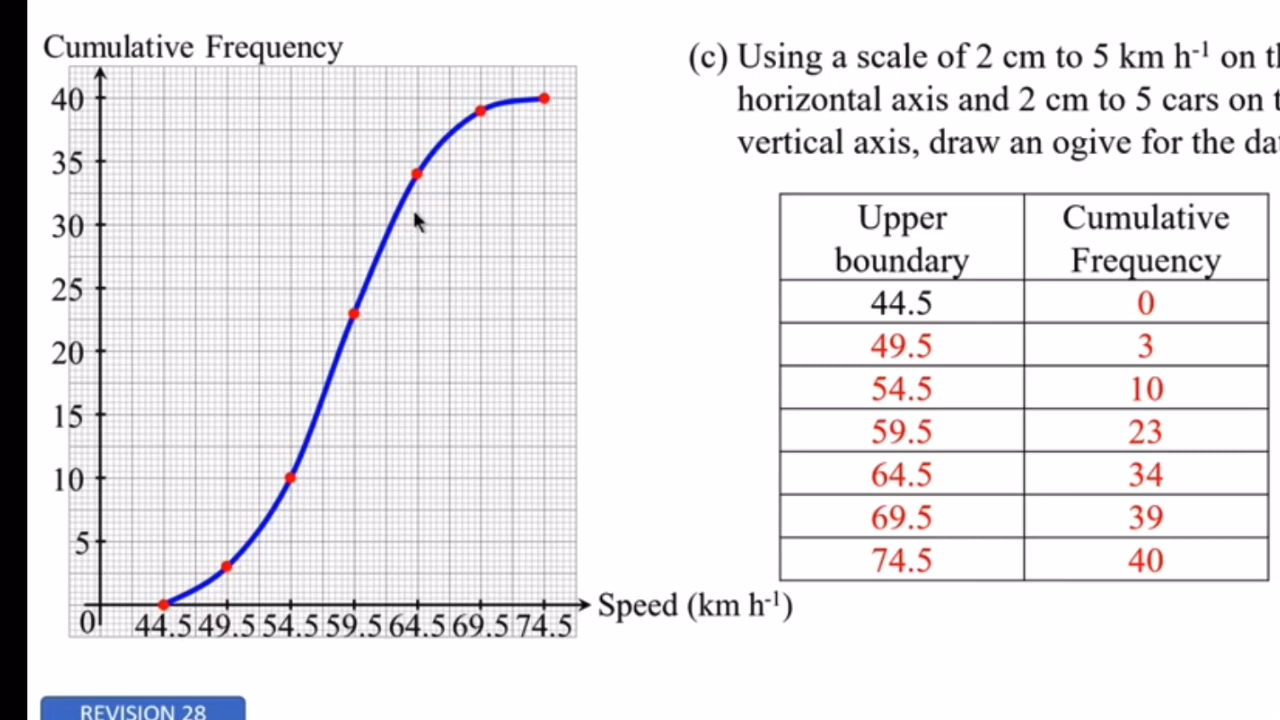 Cumulative Frequency
40
35
30
25
20
15
10
5
0
44.5 49.5 54.5 59.5 64.5 69.5 74.5
Speed (km h-1)
(c) Using a scale of 2 cm to 5 km h-1 on
horizontal axis and 2 cm to 5 cars on
vertical axis, draw an ogive for the
Upper boundary Cumulative Frequency
44.5 0
49.5 3
54.5 10
59.5 23
64.5 34
69.5 39
74.5 40
REVISION 28